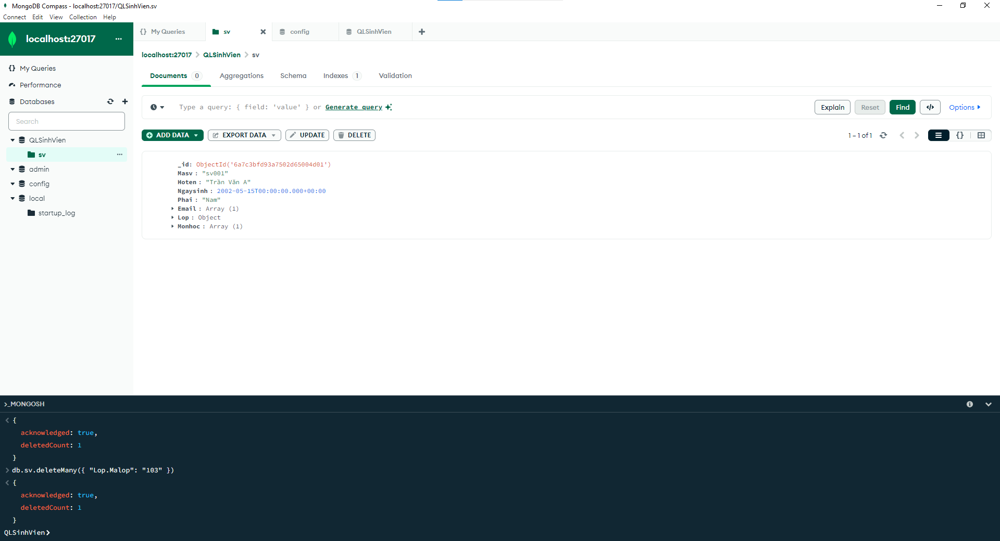 MongoDB Compass - localhost:27017/QLSinhVien.sv
Connect Edit View Collection Help
localhost:27017 ...
My Queries
Performance
Databases
Search
QLSinhVien
sv ...
admin
config
local
startup_log
{} My Queries
sv
config
QLSinhVien
localhost:27017 > QLSinhVien > sv
Documents 0 Aggregations Schema Indexes 1 Validation
Type a query: { field: 'value' } or Generate query
Explain Reset Find </> Options
ADD DATA EXPORT DATA UPDATE DELETE
1 – 1 of 1 {}
_id: ObjectId('6a7c3bfd93a7502d65004d01')
Masv : "sv001"
Hoten : "Trần Văn A"
Ngaysinh : 2002-05-15T00:00:00.000+00:00
Phai : "Nam"
Email : Array (1)
Lop : Object
Monhoc : Array (1)
>_MONGOSH
< {
acknowledged: true,
deletedCount: 1
}
> db.sv.deleteMany({ "Lop.Malop": "103" })
< {
acknowledged: true,
deletedCount: 1
}
QLSinhVien>